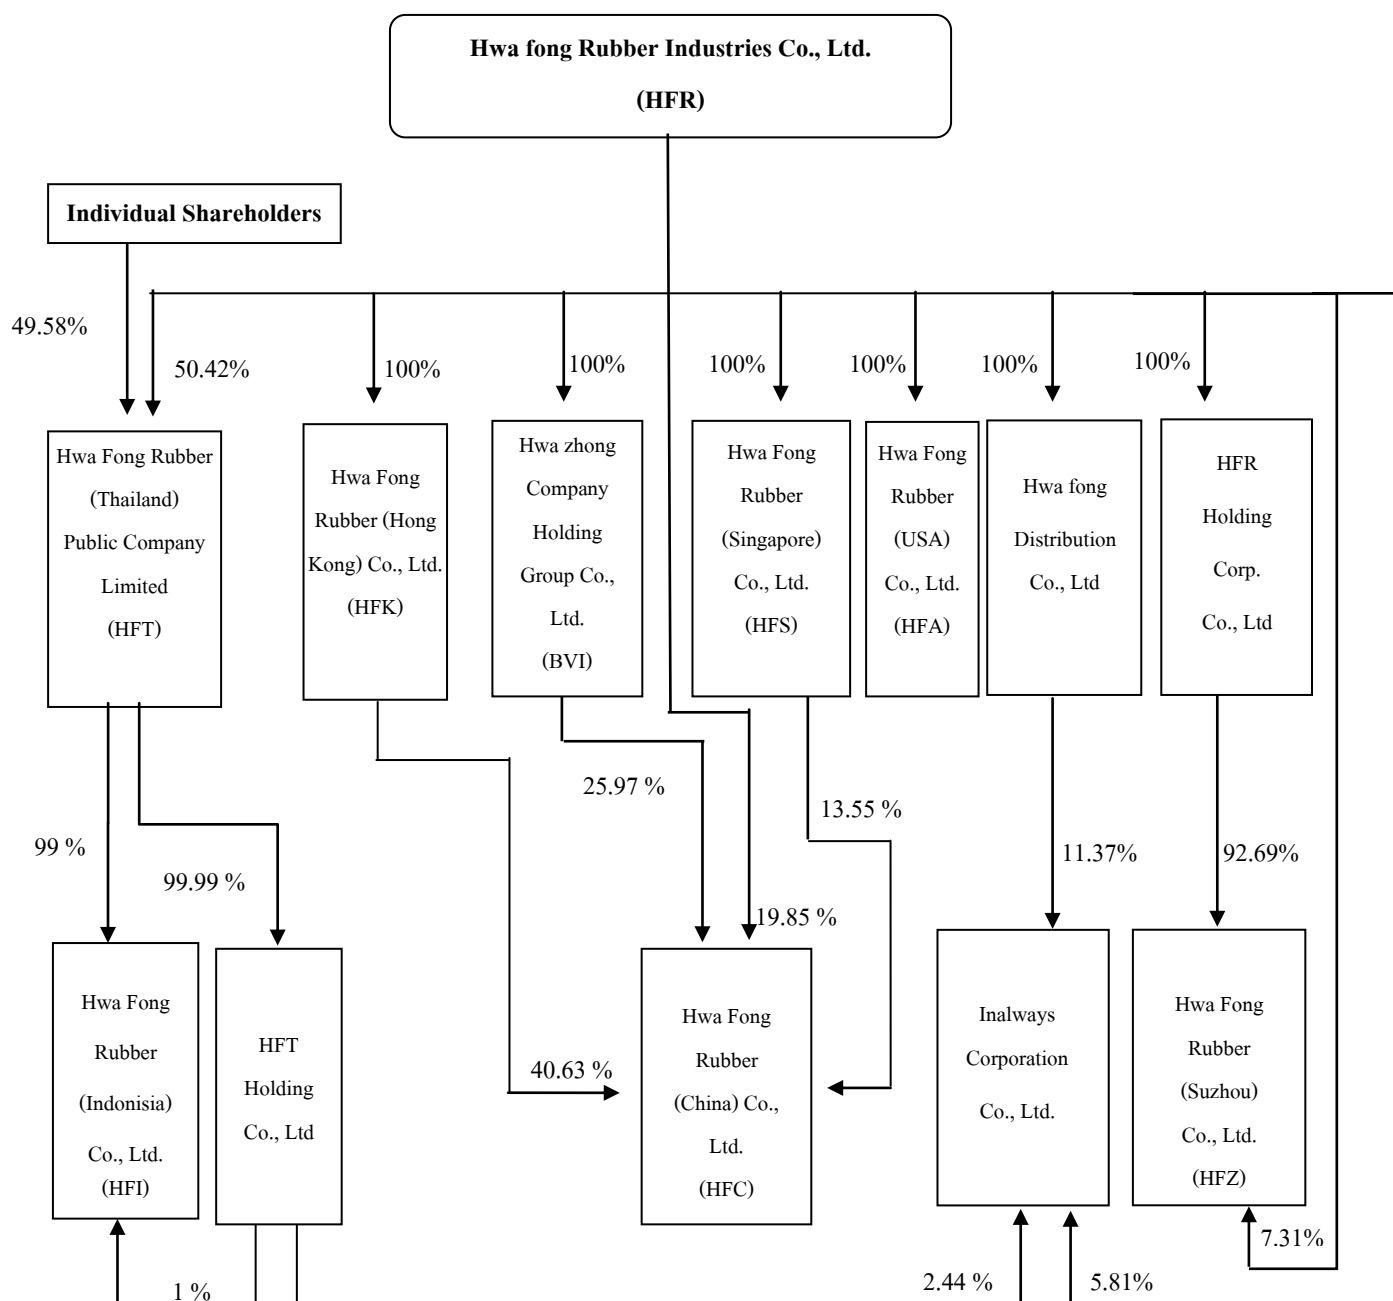 Hwa fong Rubber Industries Co., Ltd.
(HFR)
Individual Shareholders
49.58%
50.42%
100%
100%
100%
100%
100%
100%
Hwa Fong Rubber
(Thailand)
Public Company
Limited
(HFT)
Hwa Fong
Rubber (Hong
Kong) Co., Ltd.
(HFK)
Hwa zhong
Company
Holding
Group Co.,
Ltd.
(BVI)
Hwa Fong
Rubber
(Singapore)
Co., Ltd.
(HFS)
Hwa Fong
Rubber
(USA)
Co., Ltd.
(HFA)
Hwa fong
Distribution
Co., Ltd
HFR
Holding
Corp.
Co., Ltd
99 %
99.99 %
40.63 %
25.97 %
19.85 %
13.55 %
11.37%
92.69%
Hwa Fong
Rubber
(Indonisia)
Co., Ltd.
(HFI)
HFT
Holding
Co., Ltd
Hwa Fong
Rubber
(China) Co.,
Ltd.
(HFC)
Inalways
Corporation
Co., Ltd.
Hwa Fong
Rubber
(Suzhou)
Co., Ltd.
(HFZ)
1 %
2.44 %
5.81%
7.31%